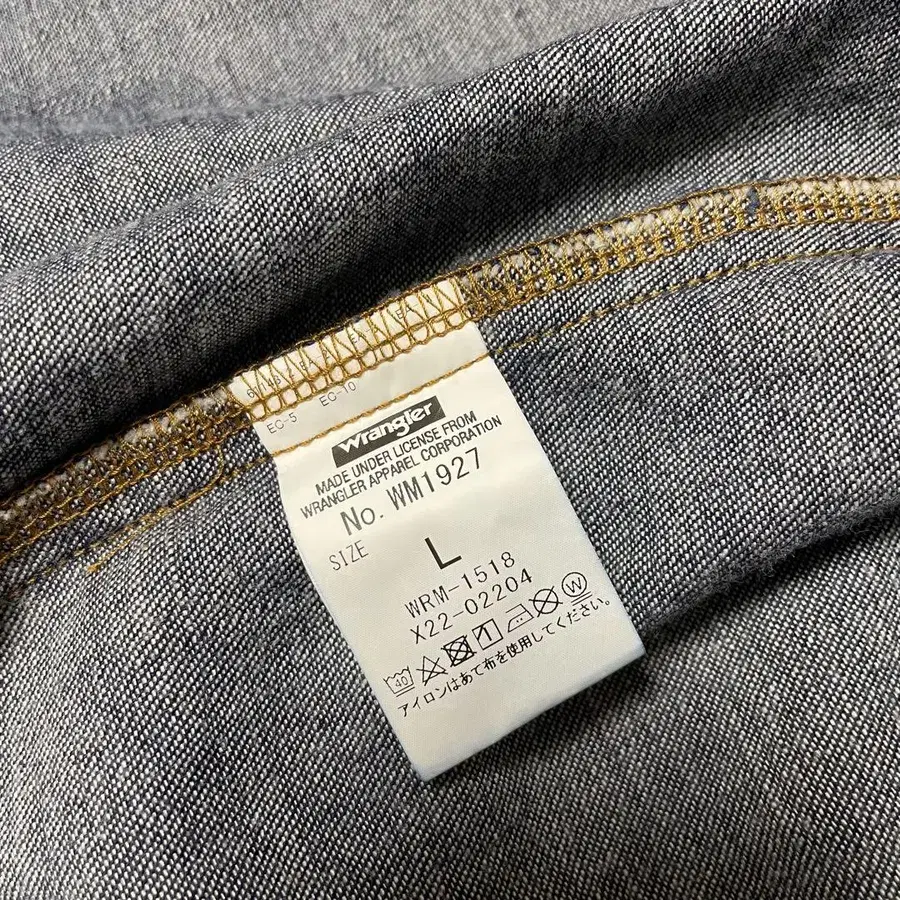 EC-5 EC-10
Wrangler
MADE UNDER LICENSE FROM
WRANGLER APPAREL CORPORATION
No. WM1927
SIZE
L
WRM-1518
X22-02204
40
W
アイロンはあて布を使用してください。